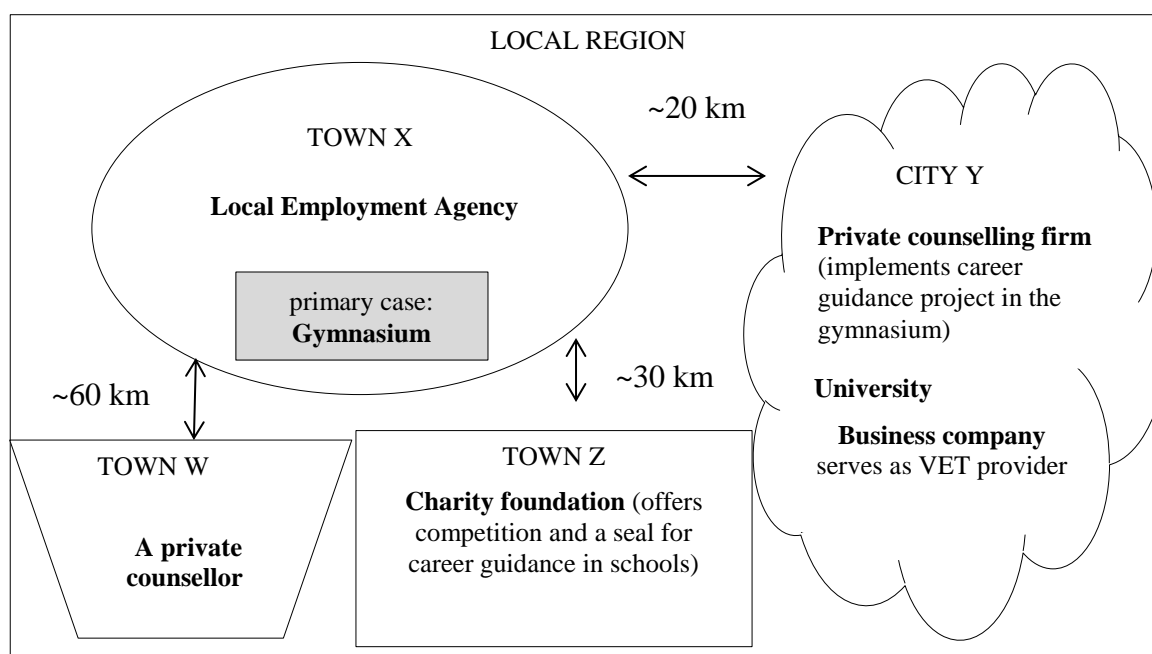 LOCAL REGION
~20 km
TOWN X
Local Employment Agency
primary case:
Gymnasium
CITY Y
Private counselling firm
(implements career
guidance project in the
gymnasium)
University
Business company
serves as VET provider
~60 km
~30 km
TOWN W
A private
counsellor
TOWN Z
Charity foundation (offers
competition and a seal for
career guidance in schools)